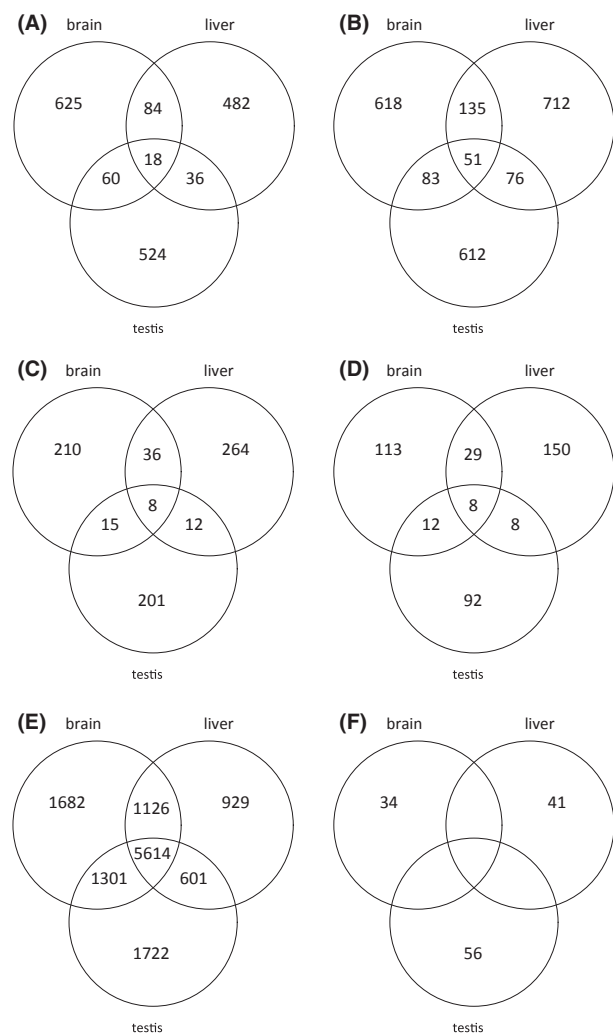 (A) brain liver
625 84 482
18
60 36
524
testis
(B) brain liver
618 135 712
51
83 76
612
testis
(C) brain liver
210 36 264
8
15 12
201
testis
(D) brain liver
113 29 150
8
12 8
92
testis
(E) brain liver
1682 1126 929
5614
1301 601
1722
testis
(F) brain liver
34 41
56
testis